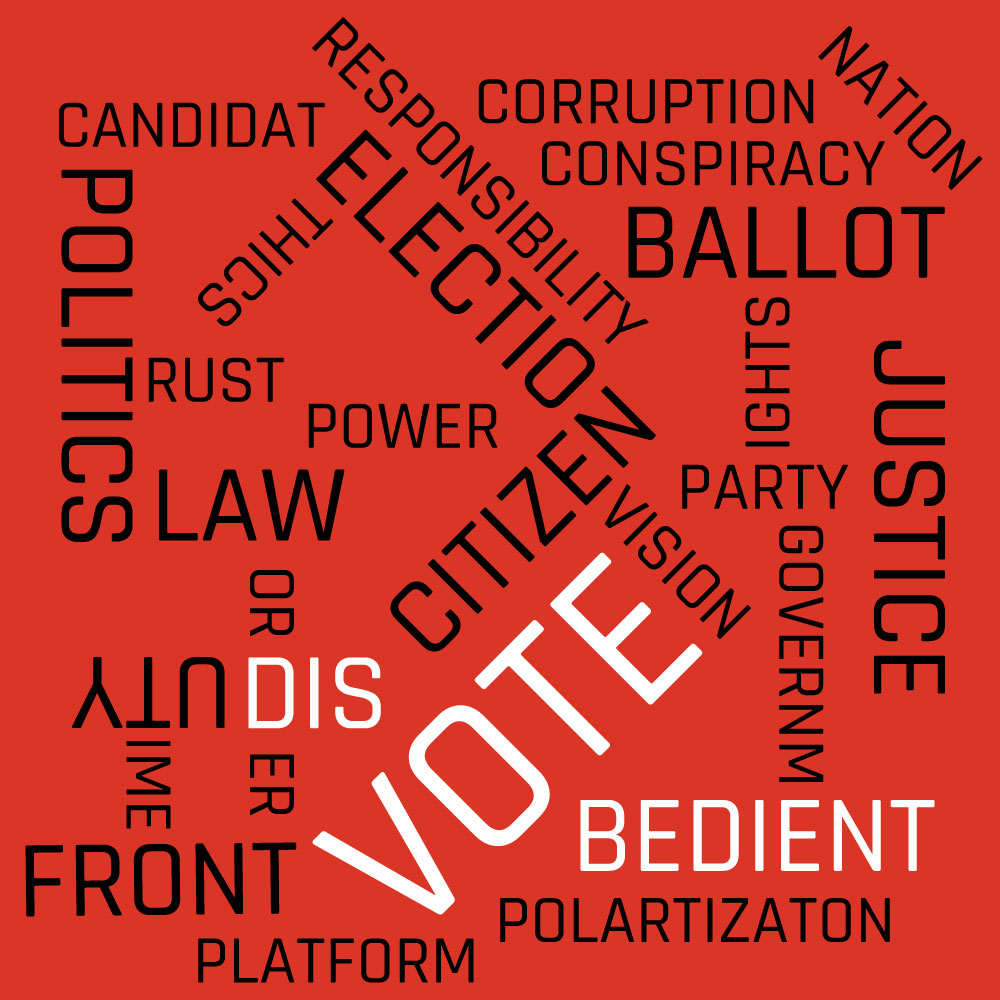 RESPONSIBILITY
NATION
CORRUPTION
CANDIDAT
CONSPIRACY
ELECTION
POLITICS
THICS
BALLOT
IGHTS
JUSTICE
RUST
POWER
CITIZEN
PARTY
LAW
VISION
GOVERNM
OR
VOTE
UTY
DIS
IME
ER
BEDIENT
FRONT
POLARTIZATON
PLATFORM